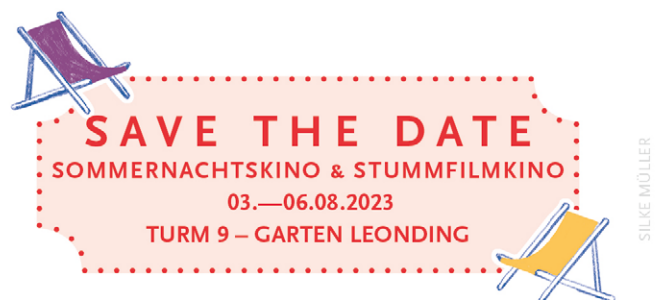 SAVE THE DATE
SOMMERNACHTSKINO & STUMMFILMKINO
03.—06.08.2023
TURM 9 – GARTEN LEONDING
SILKE MÜLLER